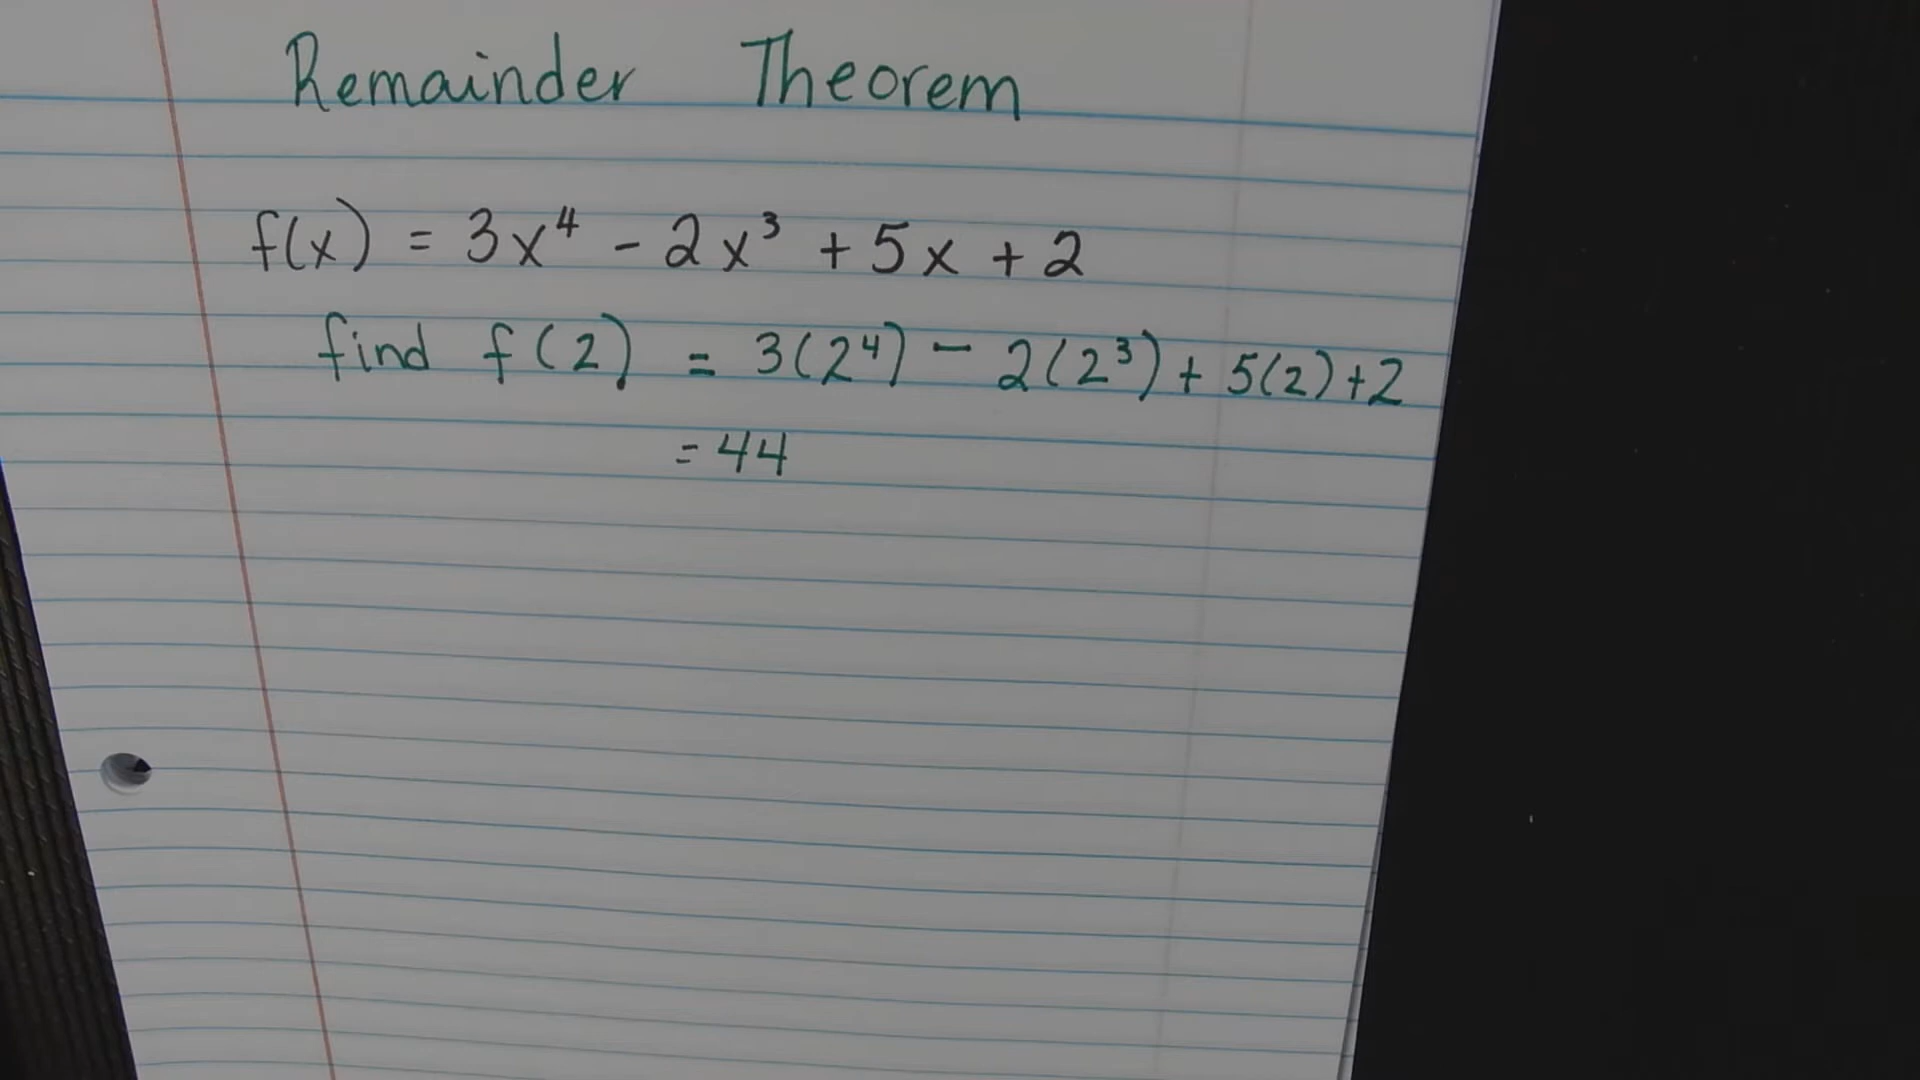 Remainder Theorem
f(x) = 3x⁴ - 2x³ + 5x + 2
find f(2) = 3(2⁴) - 2(2³) + 5(2) + 2
= 44